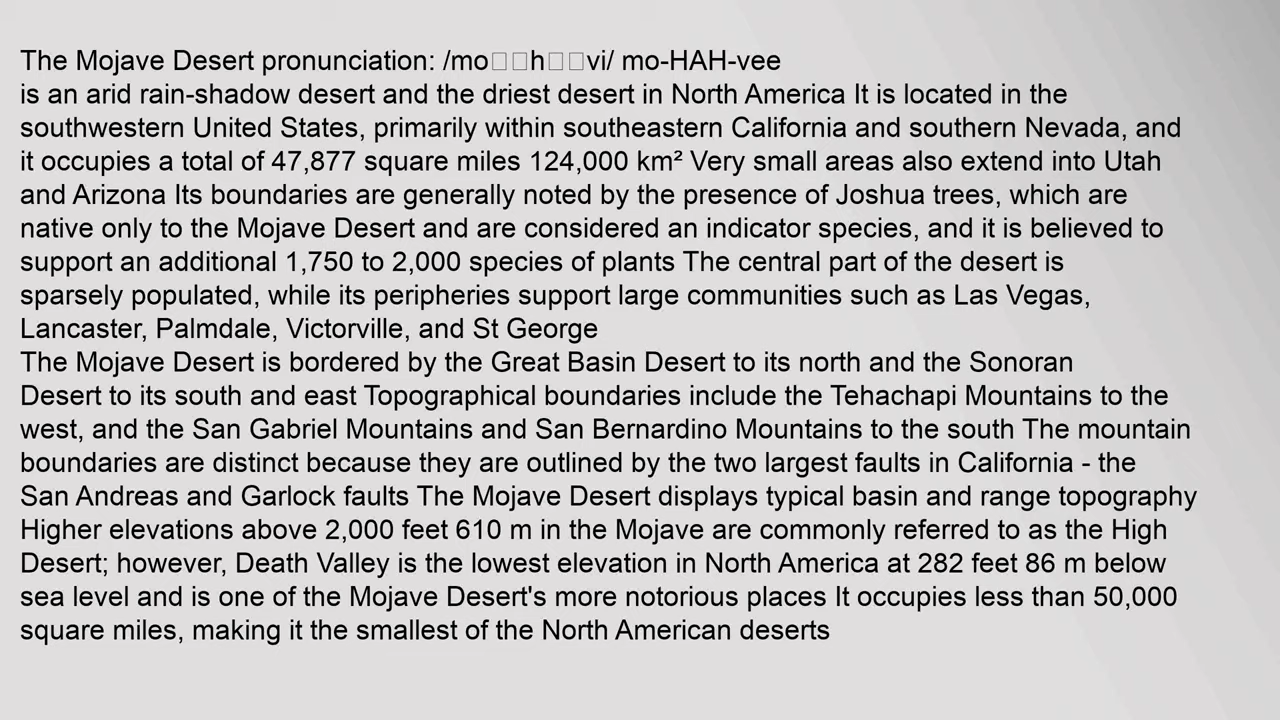 The Mojave Desert pronunciation: /mo□□h□□vi/ mo-HAH-vee
is an arid rain-shadow desert and the driest desert in North America It is located in the
southwestern United States, primarily within southeastern California and southern Nevada, and
it occupies a total of 47,877 square miles 124,000 km² Very small areas also extend into Utah
and Arizona Its boundaries are generally noted by the presence of Joshua trees, which are
native only to the Mojave Desert and are considered an indicator species, and it is believed to
support an additional 1,750 to 2,000 species of plants The central part of the desert is
sparsely populated, while its peripheries support large communities such as Las Vegas,
Lancaster, Palmdale, Victorville, and St George
The Mojave Desert is bordered by the Great Basin Desert to its north and the Sonoran
Desert to its south and east Topographical boundaries include the Tehachapi Mountains to the
west, and the San Gabriel Mountains and San Bernardino Mountains to the south The mountain
boundaries are distinct because they are outlined by the two largest faults in California - the
San Andreas and Garlock faults The Mojave Desert displays typical basin and range topography
Higher elevations above 2,000 feet 610 m in the Mojave are commonly referred to as the High
Desert; however, Death Valley is the lowest elevation in North America at 282 feet 86 m below
sea level and is one of the Mojave Desert's more notorious places It occupies less than 50,000
square miles, making it the smallest of the North American deserts